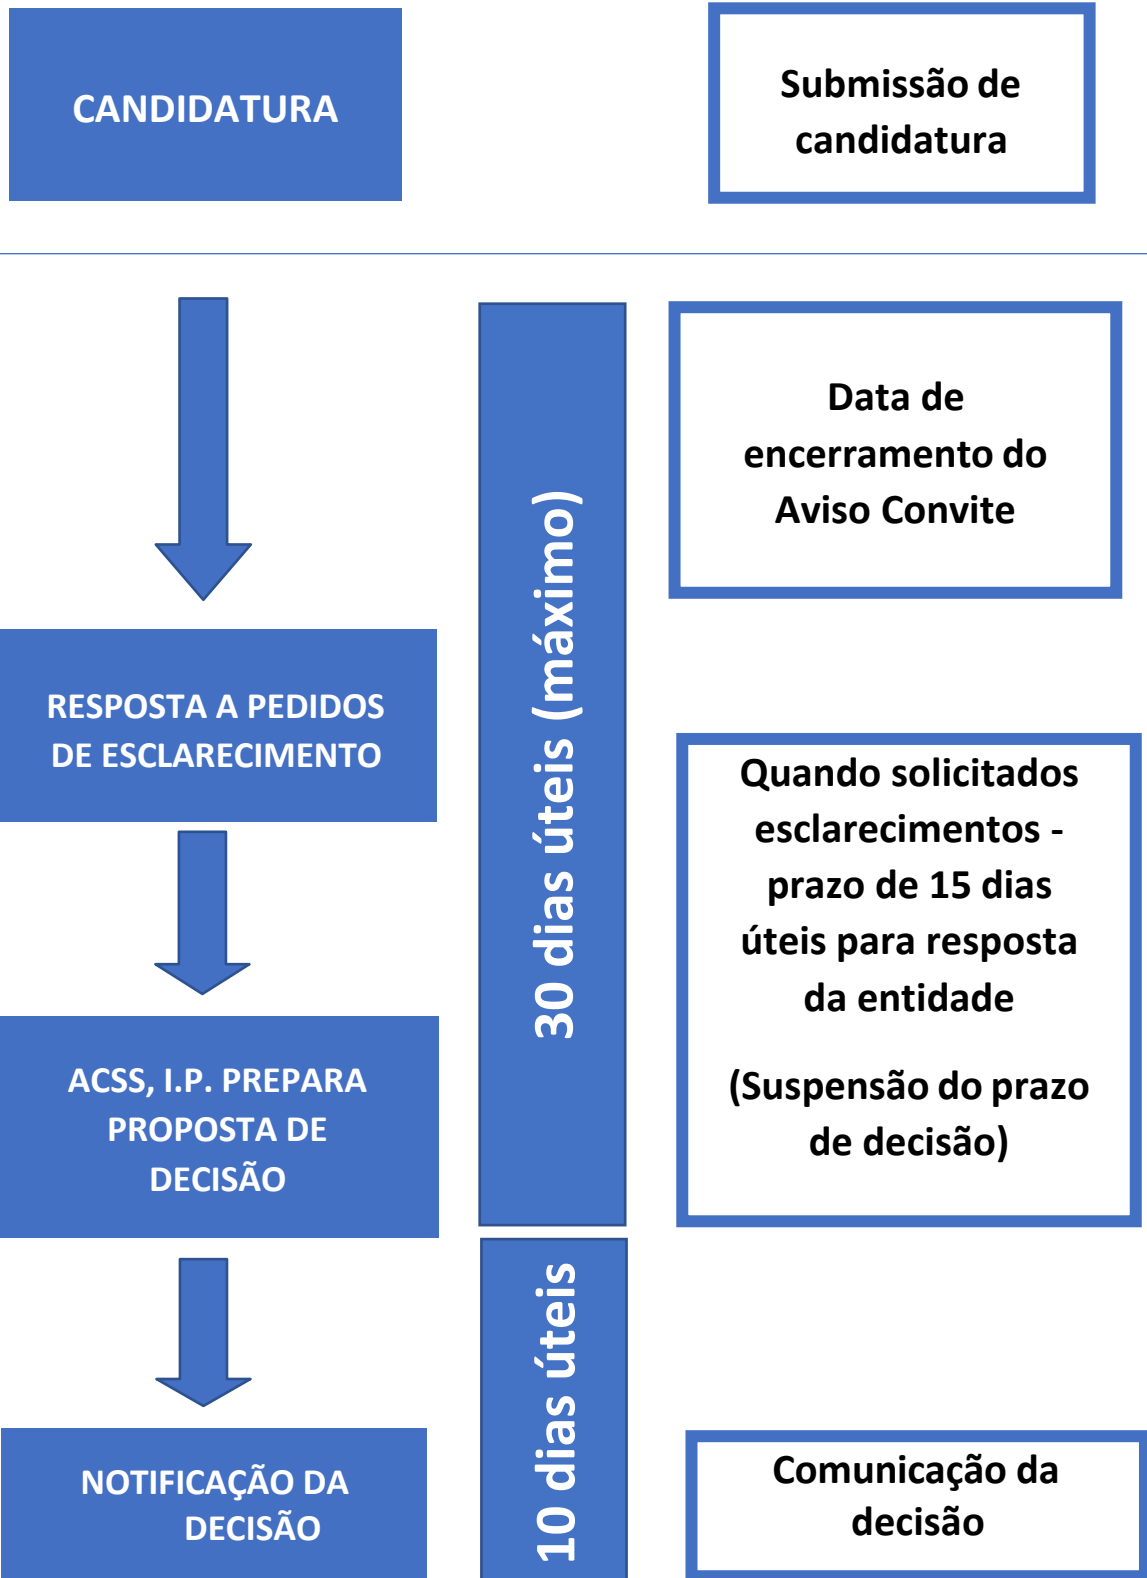 CANDIDATURA
Submissão de
candidatura
Data de
encerramento do
Aviso Convite
30 dias úteis (máximo)
RESPOSTA A PEDIDOS
DE ESCLARECIMENTO
Quando solicitados
esclarecimentos -
prazo de 15 dias
úteis para resposta
da entidade
(Suspensão do prazo
de decisão)
ACSS, I.P. PREPARA
PROPOSTA DE
DECISÃO
10 dias úteis
NOTIFICAÇÃO DA
DECISÃO
Comunicação da
decisão